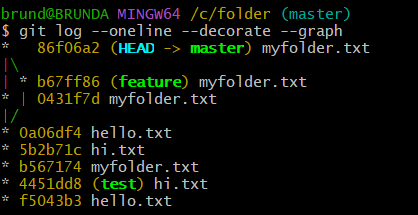 brund@BRUNDA MINGW64 /c/folder (master)
$ git log --oneline --decorate --graph
*   86f06a2 (HEAD -> master) myfolder.txt
|\
| * b67ff86 (feature) myfolder.txt
* | 0431f7d myfolder.txt
|/
* 0a06df4 hello.txt
* 5b2b71c hi.txt
* b567174 myfolder.txt
* 4451dd8 (test) hi.txt
* f5043b3 hello.txt